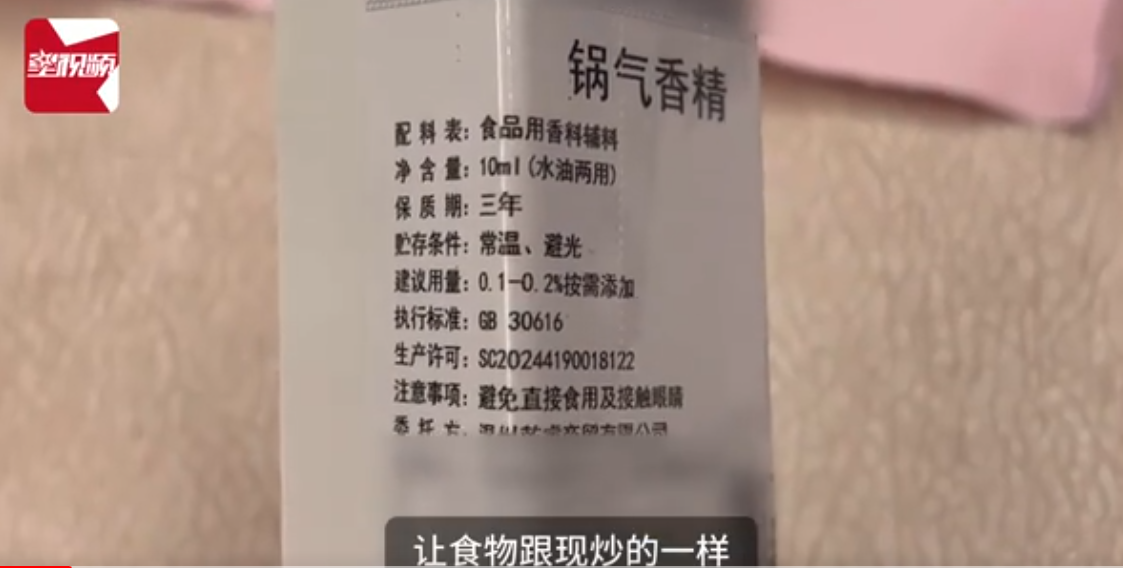 锅气香精
配料表：食品用香料辅料
净含量：10ml(水油两用)
保质期：三年
贮存条件：常温、避光
建议用量：0.1-0.2%按需添加
执行标准：GB 30616
生产许可：SC20244190018122
注意事项：避免直接食用及接触眼睛
委托方：
让食物跟现炒的一样